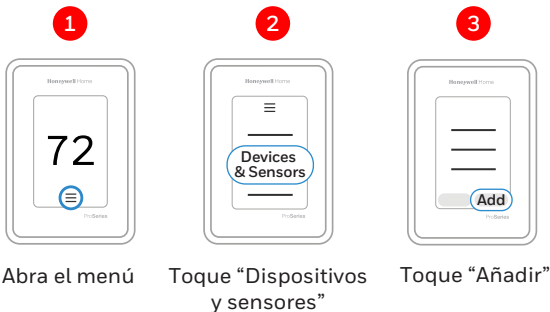 1
2
3
Honeywell Home
72
ProSeries
Honeywell Home
Devices
& Sensors
ProSeries
Honeywell Home
Add
ProSeries
Abra el menú
Toque “Dispositivos
y sensores”
Toque “Añadir”